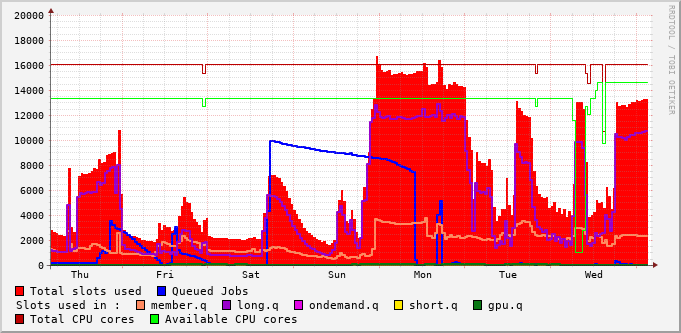 20000
18000
16000
14000
12000
10000
8000
6000
4000
2000
0
Thu Fri Sat Sun Mon Tue Wed
RRDTOOL / TOBI OETIKER
Total slots used Queued Jobs
Slots used in : member.q long.q ondemand.q short.q gpu.q
Total CPU cores Available CPU cores